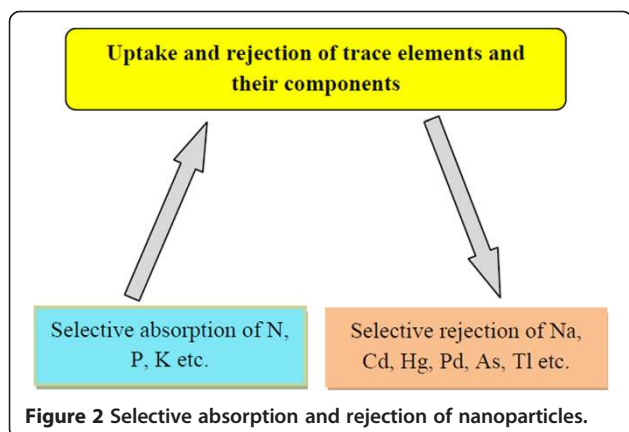 Uptake and rejection of trace elements and
their components
Selective absorption of N,
P, K etc.
Selective rejection of Na,
Cd, Hg, Pd, As, Tl etc.
Figure 2 Selective absorption and rejection of nanoparticles.